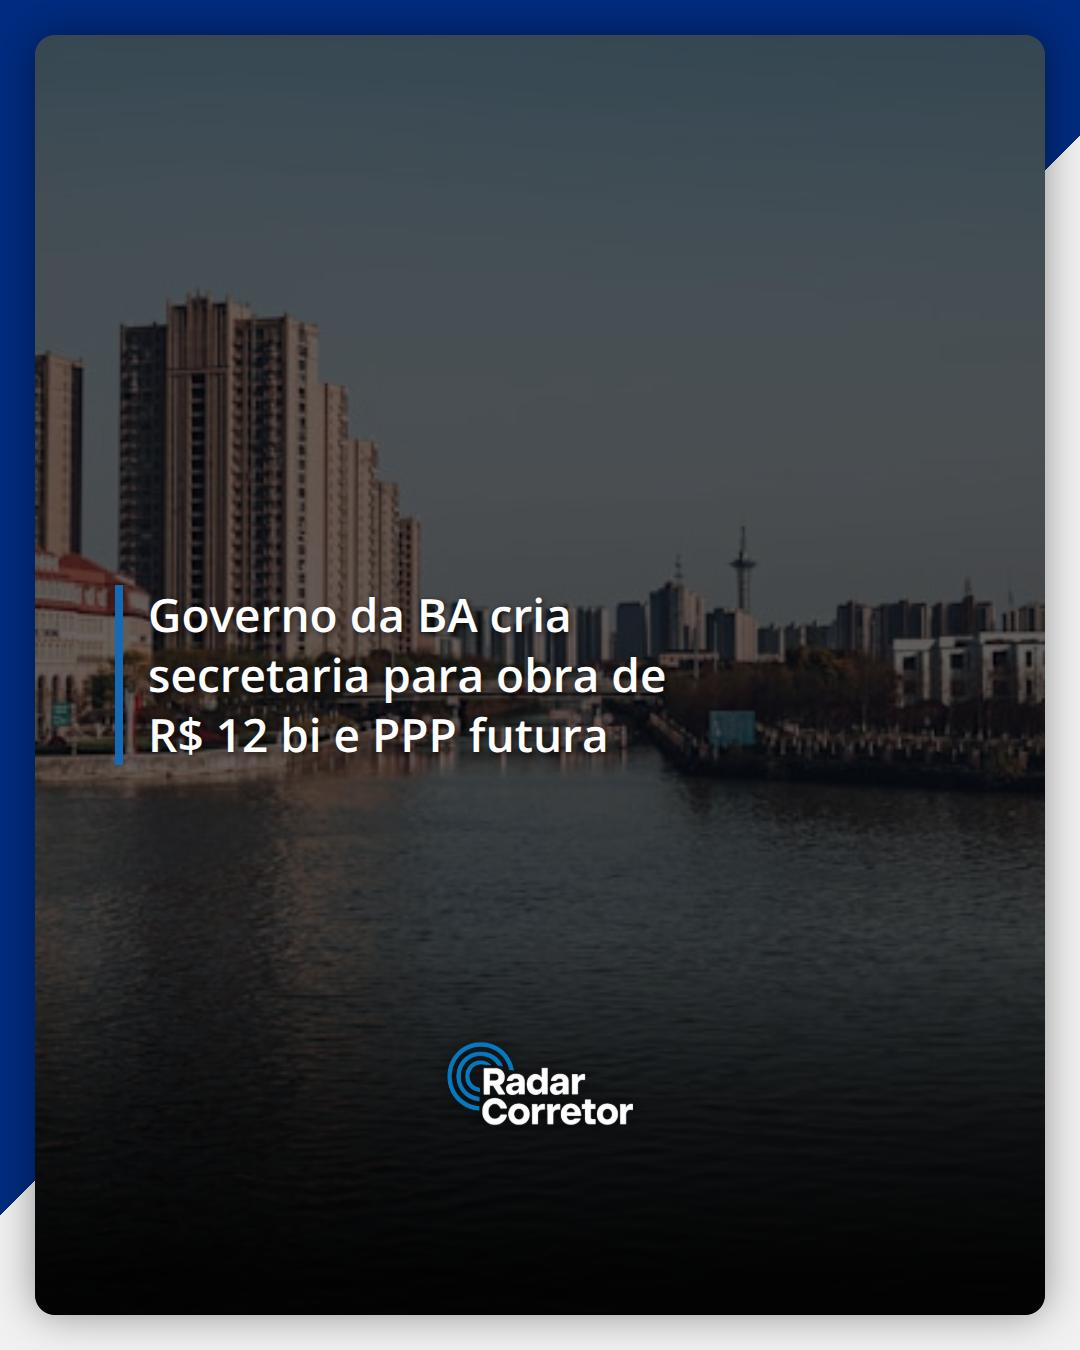 Governo da BA cria
secretaria para obra de
R$ 12 bi e PPP futura
Radar
Corretor